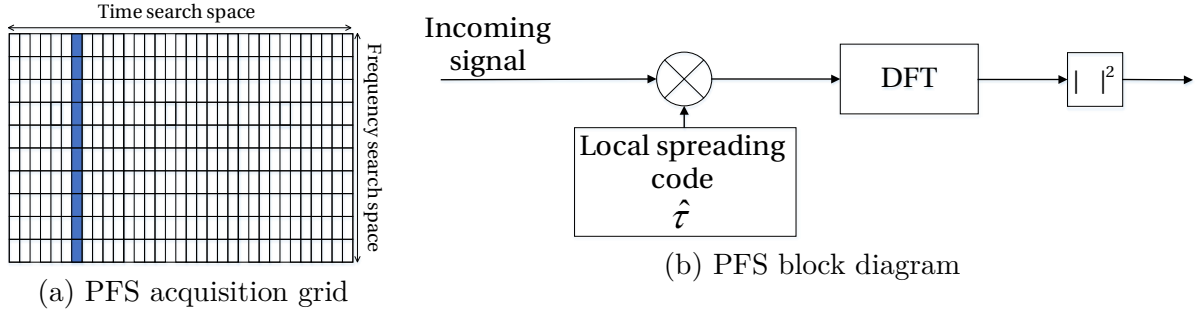 Time search space
Frequency search space
(a) PFS acquisition grid
Incoming
signal
DFT
| |²
Local spreading
code
τ̂
(b) PFS block diagram